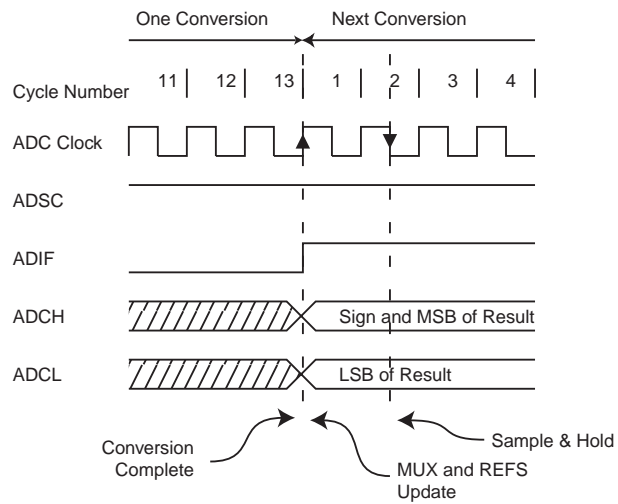 One Conversion Next Conversion
Cycle Number 11 12 13 1 2 3 4
ADC Clock
ADSC
ADIF
ADCH Sign and MSB of Result
ADCL LSB of Result
Conversion
Complete
MUX and REFS
Update
Sample & Hold